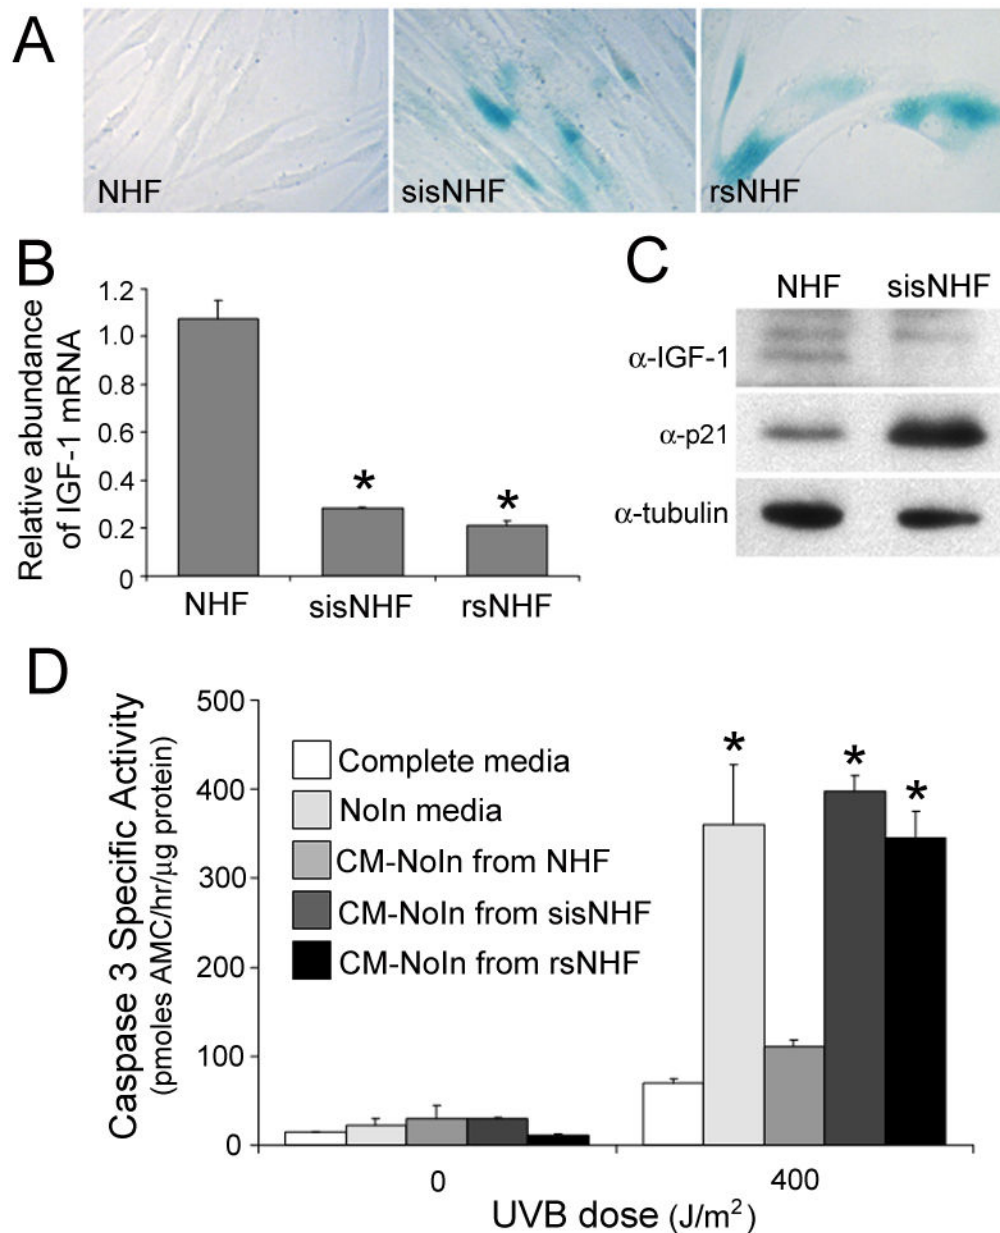 A
NHF
sisNHF
rsNHF
B
Relative abundance
of IGF-1 mRNA
1.2
1.0
0.8
0.6
0.4
0.2
0
*
*
NHF
sisNHF
rsNHF
C
NHF
sisNHF
α-IGF-1
α-p21
α-tubulin
D
Caspase 3 Specific Activity
(pmoles AMC/hr/μg protein)
500
400
300
200
100
0
Complete media
NoIn media
CM-NoIn from NHF
CM-NoIn from sisNHF
CM-NoIn from rsNHF
*
*
*
0
400
UVB dose (J/m²)